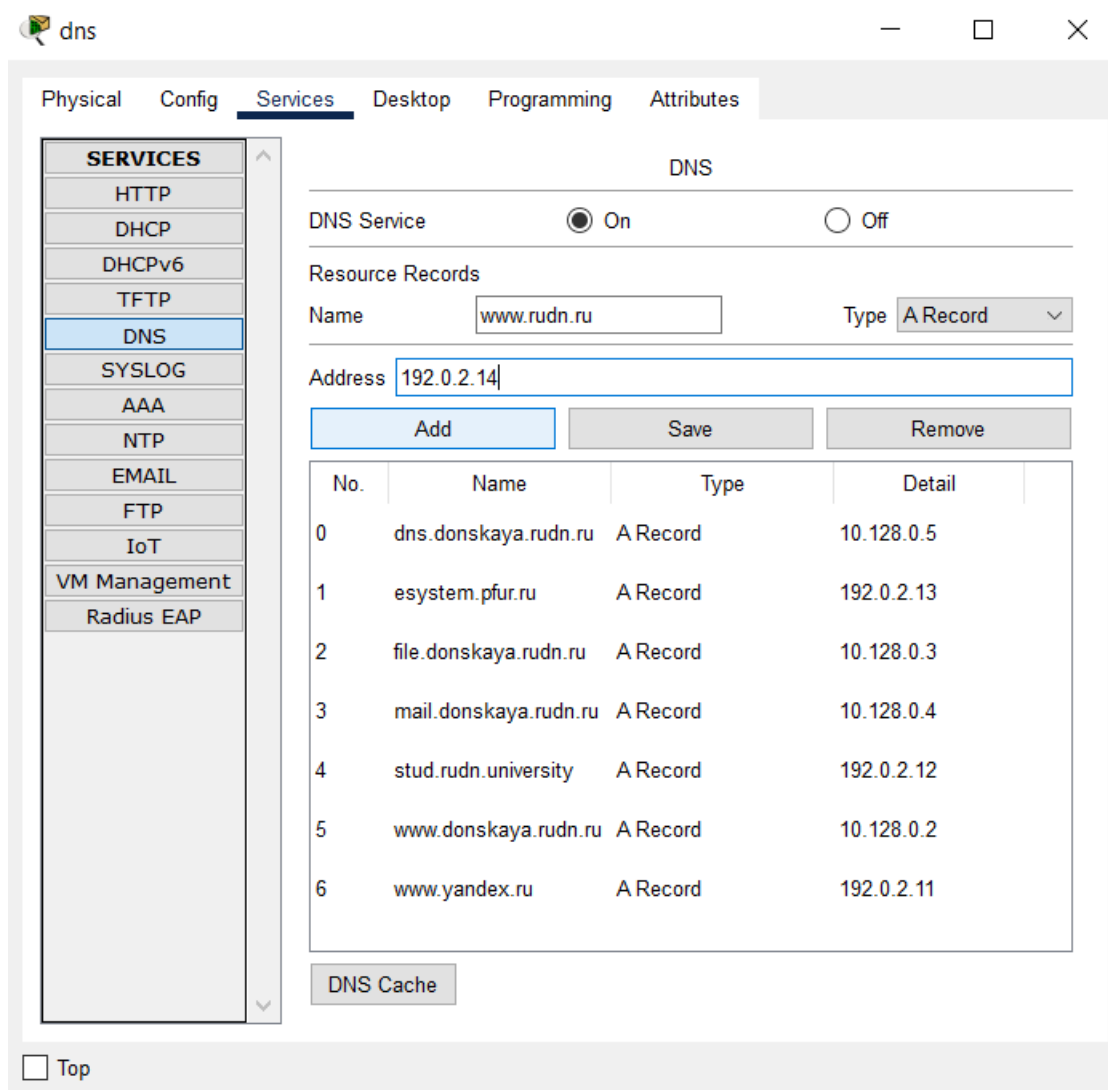 dns
Physical Config Services Desktop Programming Attributes
SERVICES
HTTP
DHCP
DHCPv6
TFTP
DNS
SYSLOG
AAA
NTP
EMAIL
FTP
IoT
VM Management
Radius EAP
DNS
DNS Service On Off
Resource Records
Name www.rudn.ru Type A Record
Address 192.0.2.14
Add Save Remove
No. Name Type Detail
0 dns.donskaya.rudn.ru A Record 10.128.0.5
1 esystem.pfur.ru A Record 192.0.2.13
2 file.donskaya.rudn.ru A Record 10.128.0.3
3 mail.donskaya.rudn.ru A Record 10.128.0.4
4 stud.rudn.university A Record 192.0.2.12
5 www.donskaya.rudn.ru A Record 10.128.0.2
6 www.yandex.ru A Record 192.0.2.11
DNS Cache
Top